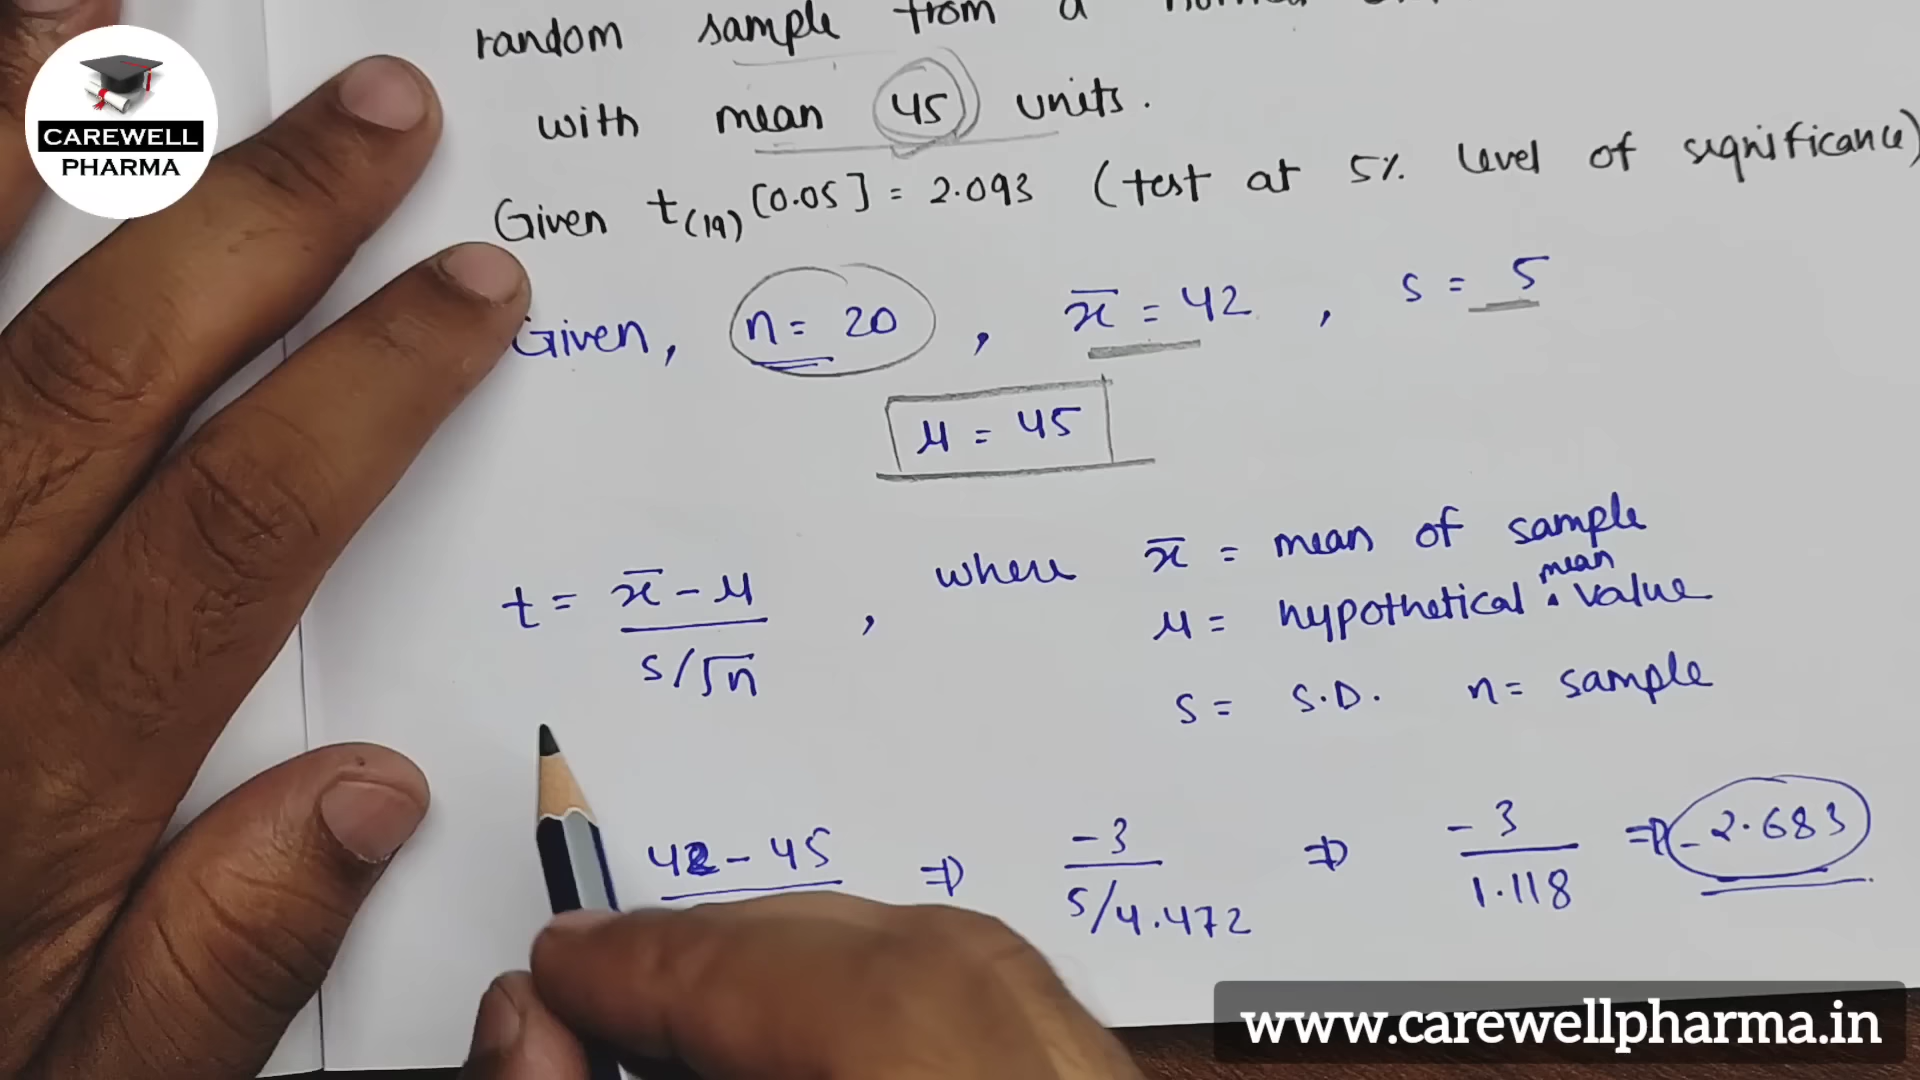 CAREWELL
PHARMA
random sample from a
with mean 45 units.
Given t(19) [0.05] = 2.093 (test at 5% level of significance)
Given, n = 20 , x̄ = 42 , s = 5
μ = 45
t = x̄ - μ / s/√n , where x̄ = mean of sample
μ = hypothetical mean value
s = S.D. n = sample
42 - 45 ⇒ -3 / 5/4.472 ⇒ -3 / 1.118 ⇒ -2.683
www.carewellpharma.in